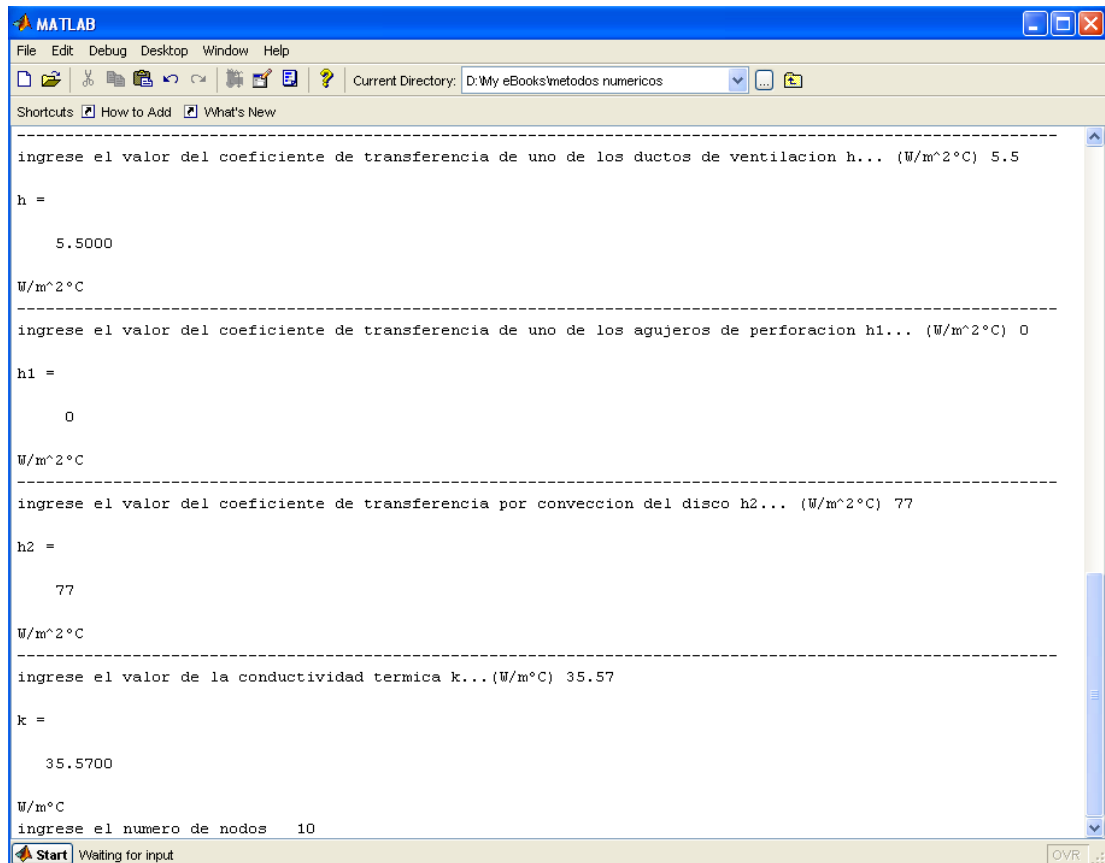 MATLAB
File Edit Debug Desktop Window Help
Current Directory: D:\My eBooks\metodos numericos
Shortcuts How to Add What's New
--------------------------------------------------------------------------------------------------------
ingrese el valor del coeficiente de transferencia de uno de los ductos de ventilacion h... (W/m^2°C) 5.5
h =
5.5000
W/m^2°C
--------------------------------------------------------------------------------------------------------
ingrese el valor del coeficiente de transferencia de uno de los agujeros de perforacion h1... (W/m^2°C) 0
h1 =
0
W/m^2°C
--------------------------------------------------------------------------------------------------------
ingrese el valor del coeficiente de transferencia por conveccion del disco h2... (W/m^2°C) 77
h2 =
77
W/m^2°C
--------------------------------------------------------------------------------------------------------
ingrese el valor de la conductividad termica k...(W/m°C) 35.57
k =
35.5700
W/m°C
ingrese el numero de nodos 10
Start Waiting for input OVR